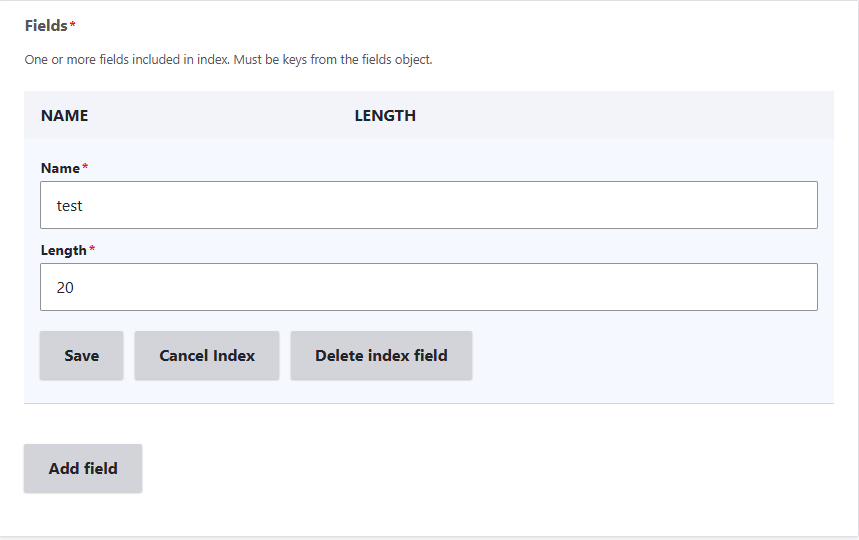 Fields*
One or more fields included in index. Must be keys from the fields object.
NAME LENGTH
Name*
test
Length*
20
Save Cancel Index Delete index field
Add field